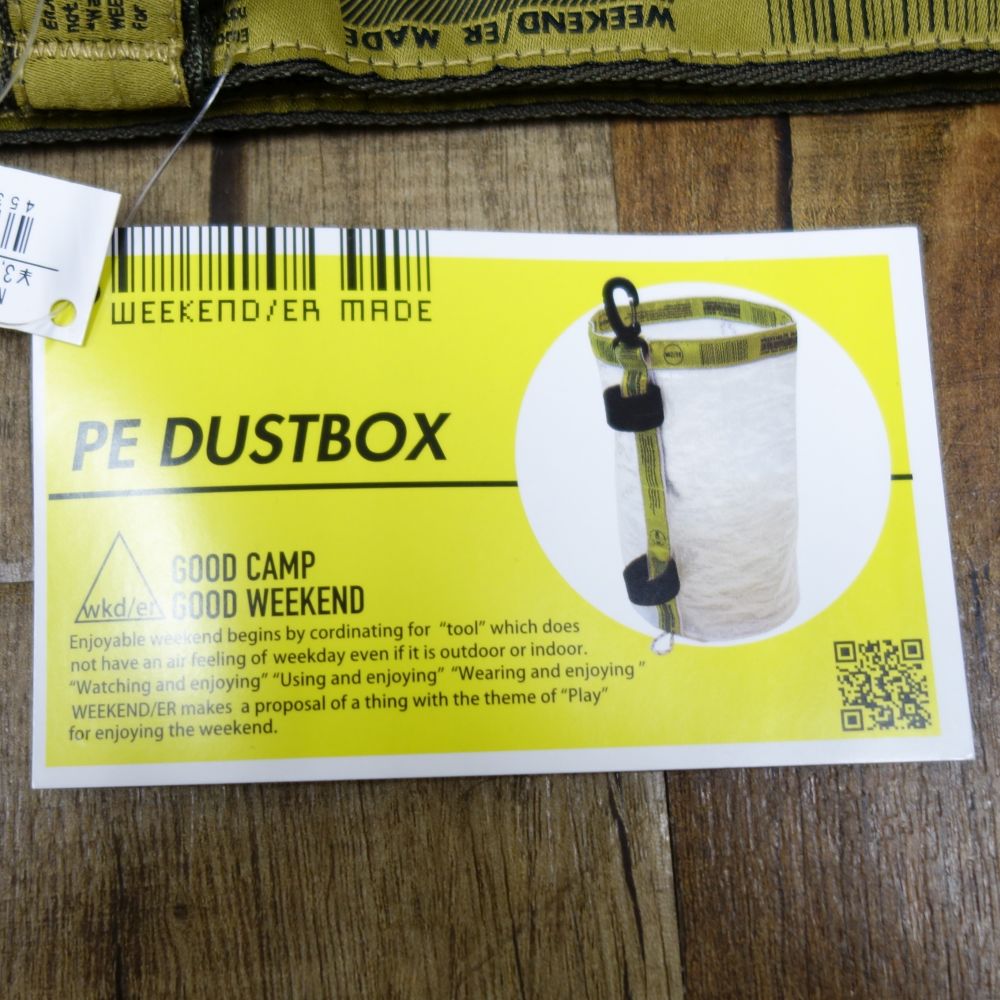 WEEKEND/ER MADE
453
¥3,
WEEKEND/ER MADE
PE DUSTBOX
wkd/er
GOOD CAMP
GOOD WEEKEND
Enjoyable weekend begins by cordinating for "tool" which does
not have an air feeling of weekday even if it is outdoor or indoor.
"Watching and enjoying" "Using and enjoying" "Wearing and enjoying"
WEEKEND/ER makes a proposal of a thing with the theme of "Play"
for enjoying the weekend.